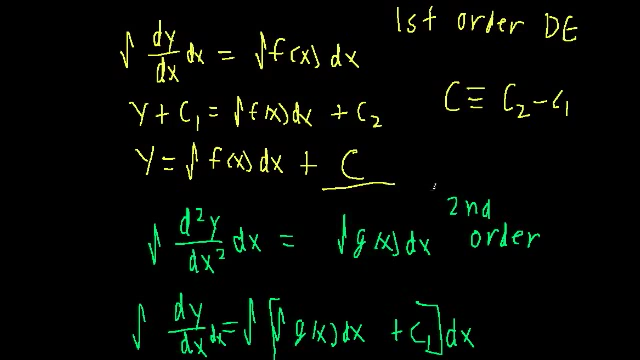 1st order DE
∫ dy/dx dx = ∫f(x) dx
y + C₁ = ∫f(x)dx + C₂
C ≡ C₂ - C₁
y = ∫ f(x)dx + C
∫ d²y/dx² dx = ∫g(x)dx
2nd order
∫ dy/dx dx = ∫ [∫g(x)dx + C₁] dx